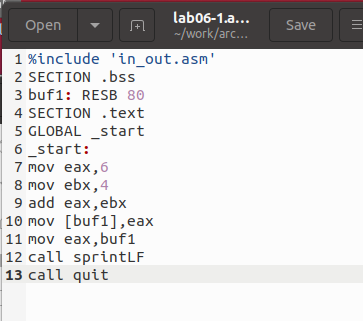 Open
lab06-1.a...
~/work/arc...
Save
1 %include 'in_out.asm'
2 SECTION .bss
3 buf1: RESB 80
4 SECTION .text
5 GLOBAL _start
6 _start:
7 mov eax,6
8 mov ebx,4
9 add eax,ebx
10 mov [buf1],eax
11 mov eax,buf1
12 call sprintLF
13 call quit